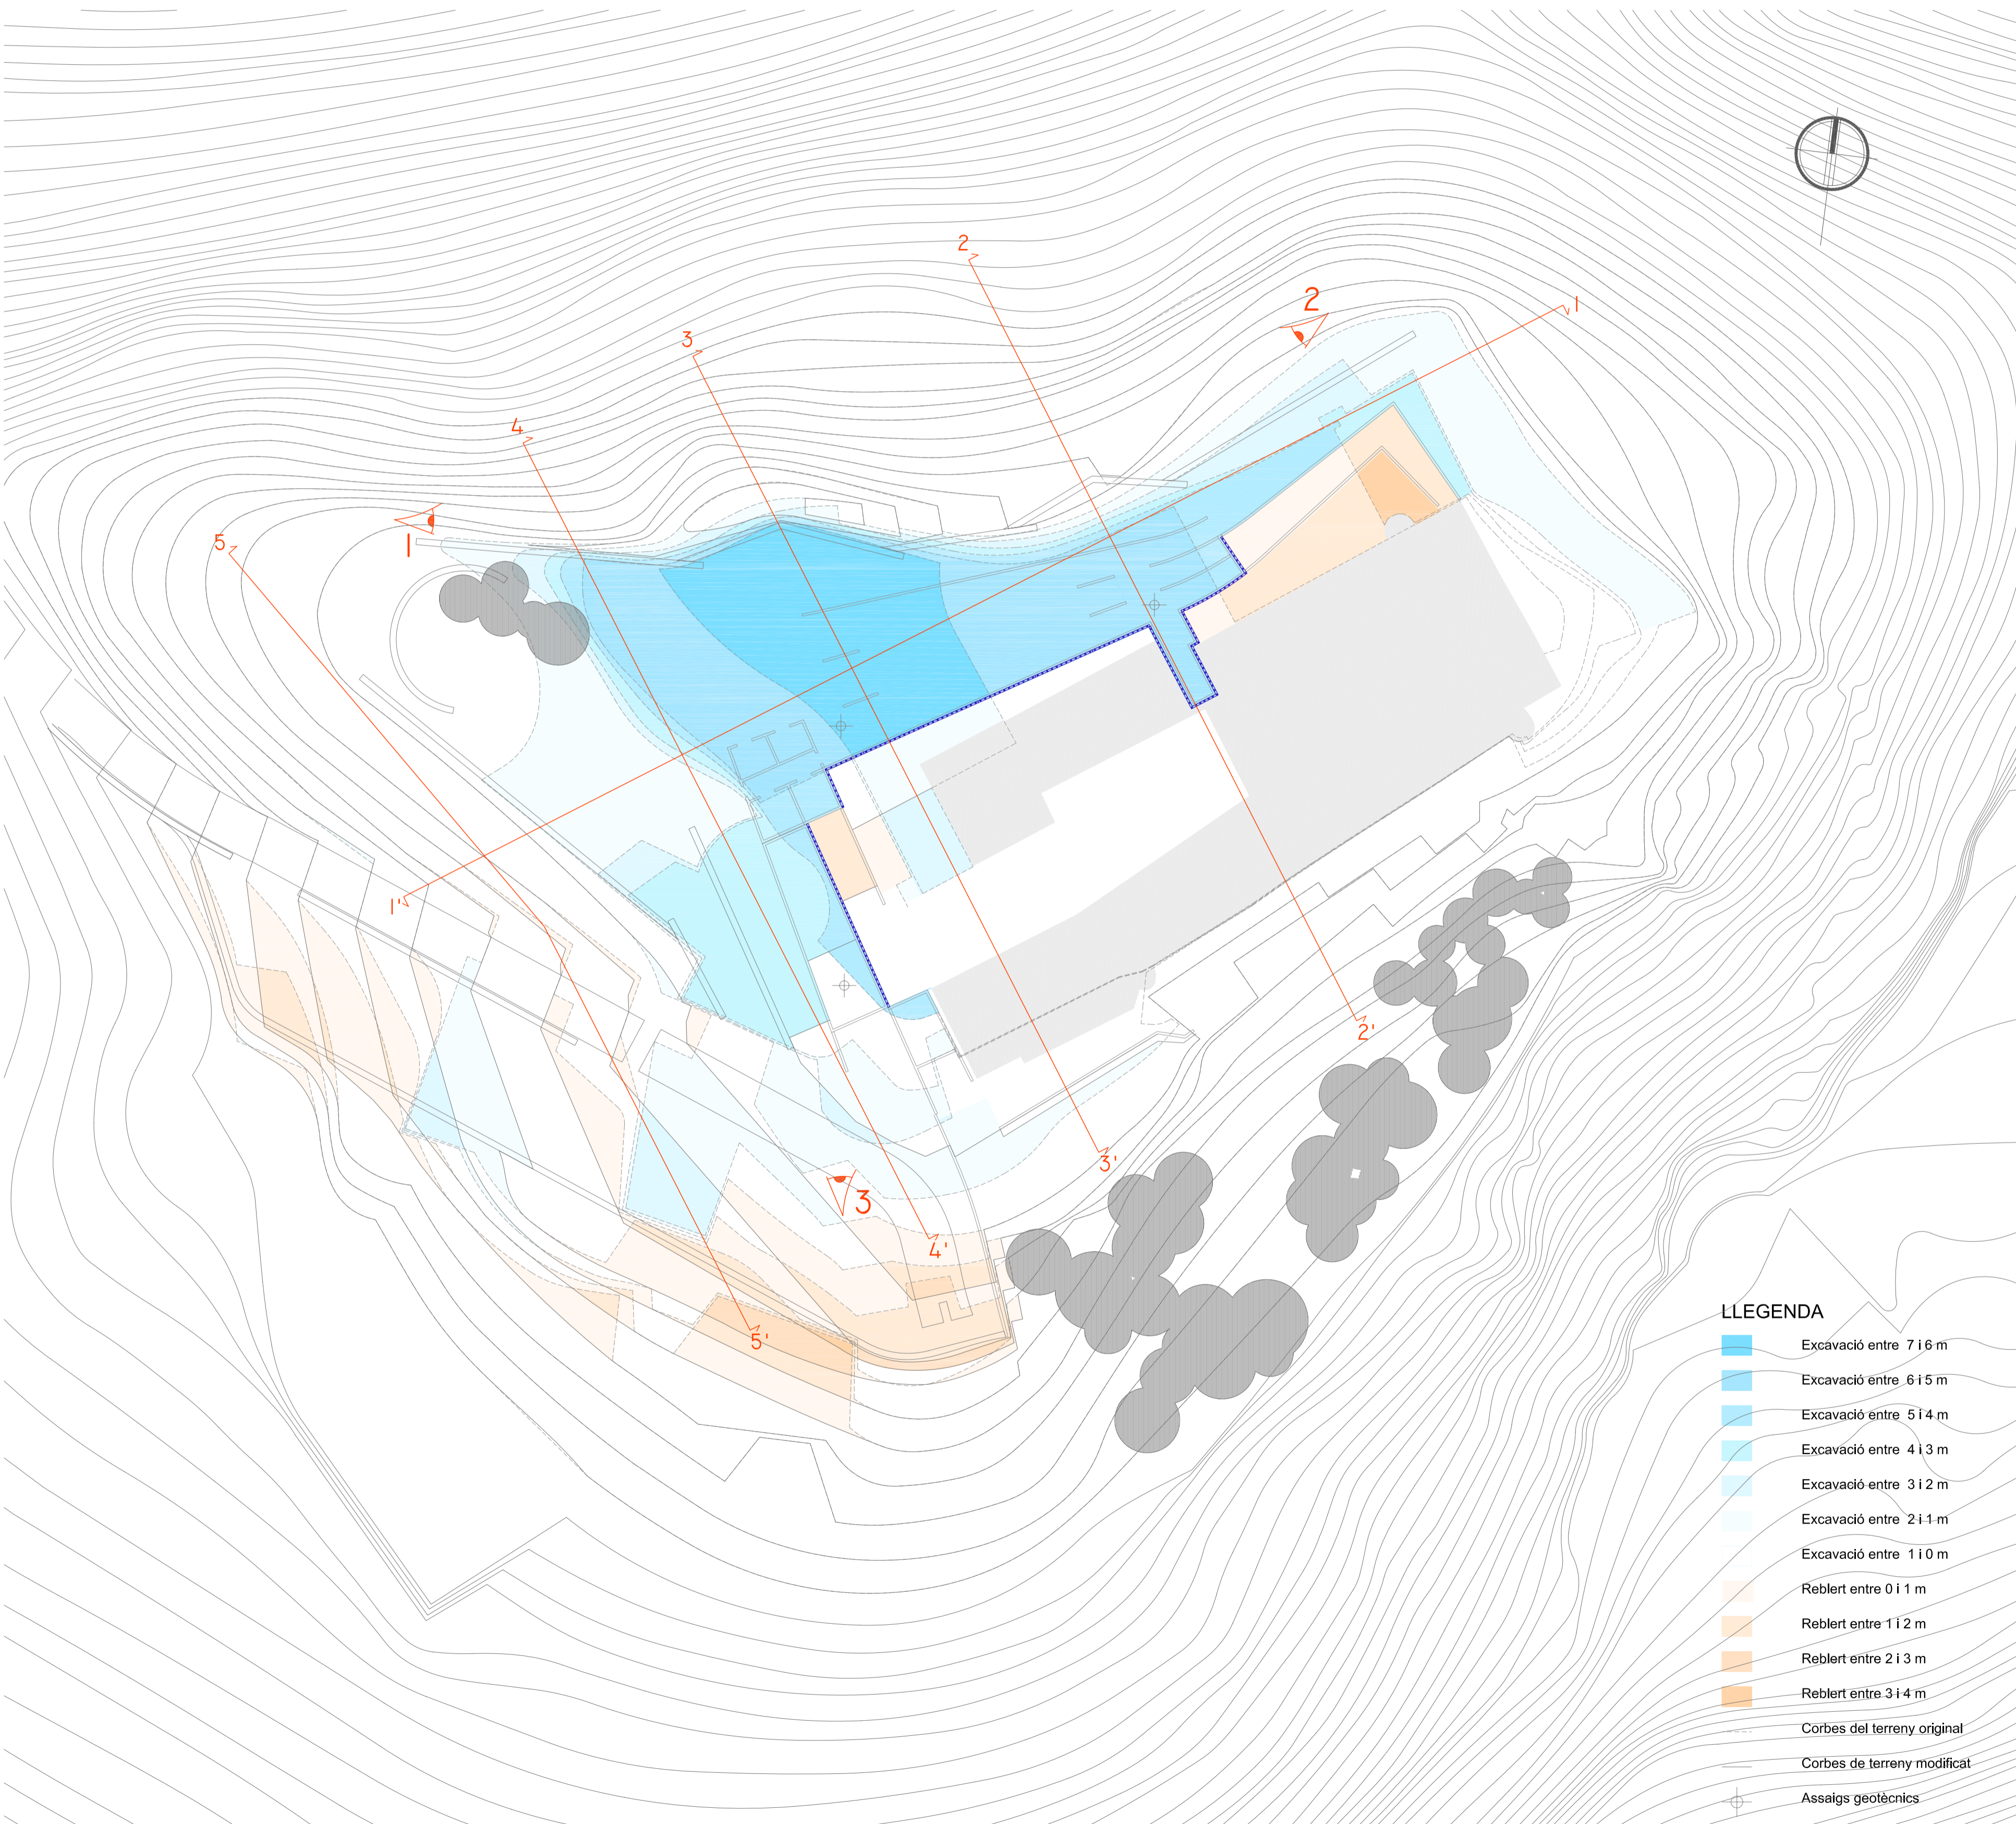 2
2
1
3
4
1
5
1'
2'
3'
3
4'
5'
LLEGENDA
Excavació entre 7 i 6 m
Excavació entre 6 i 5 m
Excavació entre 5 i 4 m
Excavació entre 4 i 3 m
Excavació entre 3 i 2 m
Excavació entre 2 i 1 m
Excavació entre 1 i 0 m
Reblert entre 0 i 1 m
Reblert entre 1 i 2 m
Reblert entre 2 i 3 m
Reblert entre 3 i 4 m
Corbes del terreny original
Corbes de terreny modificat
Assaigs geotècnics